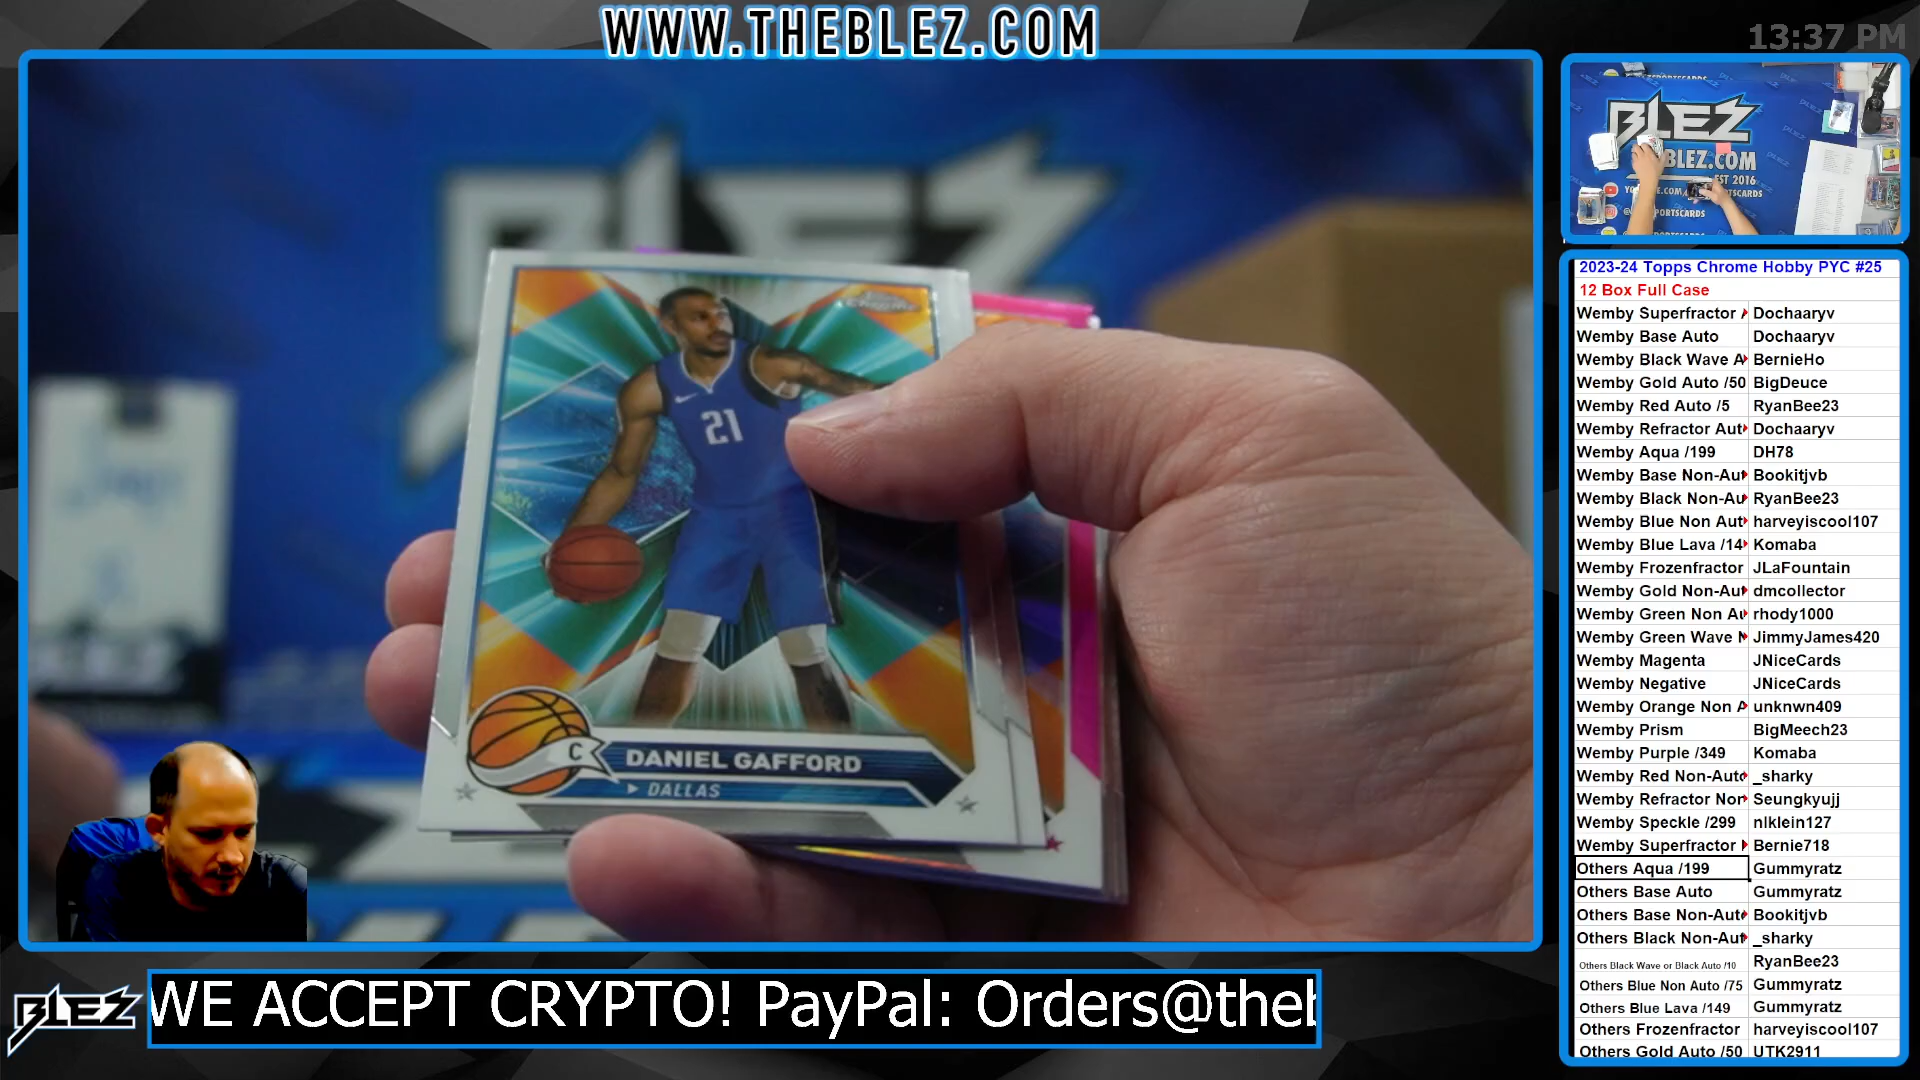 WWW.THEBLEZ.COM
13:37 PM
BLEZ
21
C
DANIEL GAFFORD
DALLAS
BLEZ
BLEZ.COM
EST 2016
2023-24 Topps Chrome Hobby PYC #25
12 Box Full Case
Wemby Superfractor A Dochaaryv
Wemby Base Auto Dochaaryv
Wemby Black Wave A BernieHo
Wemby Gold Auto /50 BigDeuce
Wemby Red Auto /5 RyanBee23
Wemby Refractor Aut Dochaaryv
Wemby Aqua /199 DH78
Wemby Base Non-Aut Bookitjvb
Wemby Black Non-Au RyanBee23
Wemby Blue Non Aut harveyiscool107
Wemby Blue Lava /14 Komaba
Wemby Frozenfractor JLaFountain
Wemby Gold Non-Aut dmcollector
Wemby Green Non Au rhody1000
Wemby Green Wave N JimmyJames420
Wemby Magenta JNiceCards
Wemby Negative JNiceCards
Wemby Orange Non A unknwn409
Wemby Prism BigMeech23
Wemby Purple /349 Komaba
Wemby Red Non-Auto _sharky
Wemby Refractor Non Seungkyujj
Wemby Speckle /299 nlklein127
Wemby Superfractor Bernie718
Others Aqua /199 Gummyratz
Others Base Auto Gummyratz
Others Base Non-Auto Bookitjvb
Others Black Non-Aut _sharky
Others Black Wave or Black Auto /10 RyanBee23
Others Blue Non Auto /75 Gummyratz
Others Blue Lava /149 Gummyratz
Others Frozenfractor harveyiscool107
Others Gold Auto /50 UTK2911
BLEZ
WE ACCEPT CRYPTO! PayPal: Orders@theb